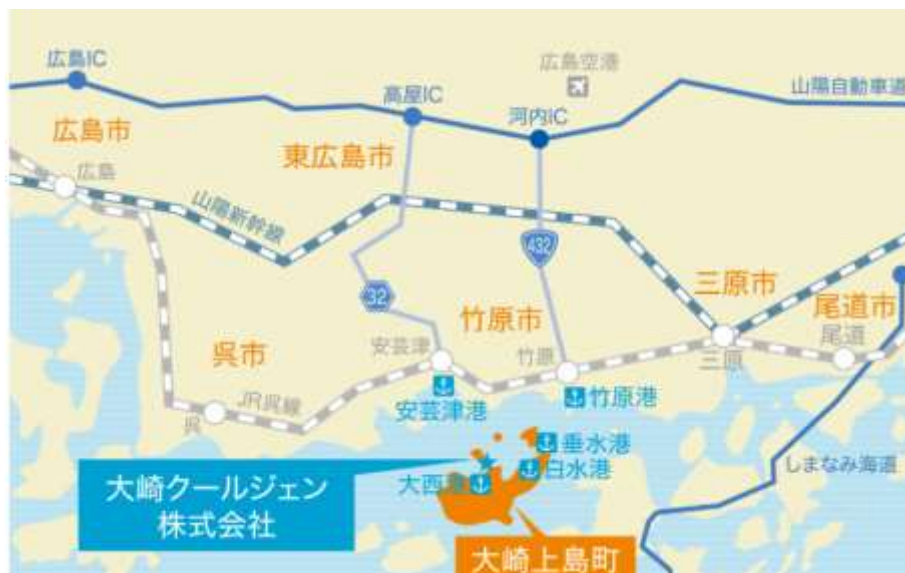 広島IC
広島空港
山陽自動車道
高屋IC
河内IC
広島市
東広島市
広島
山陽新幹線
432
32
三原市
竹原市
尾道市
呉市
安芸津
竹原
三原
尾道
JR呉線
呉
安芸津港
竹原港
垂水港
白水港
しまなみ海道
大崎クールジェン
株式会社
大西港
大崎上島町